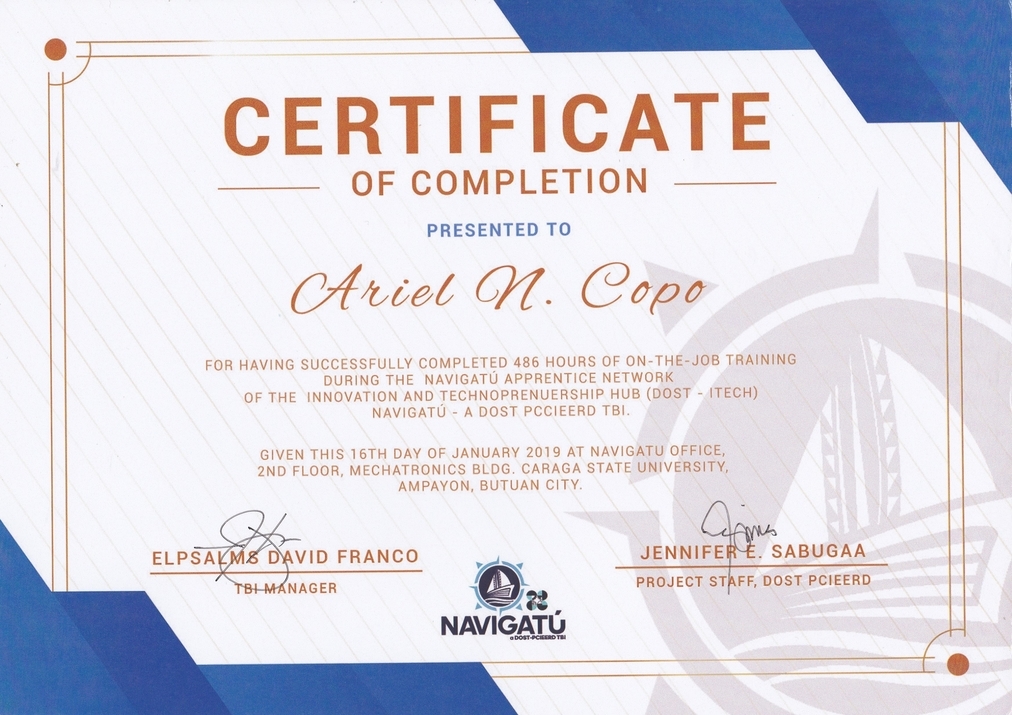 CERTIFICATE
OF COMPLETION
PRESENTED TO
Ariel N. Copo
FOR HAVING SUCCESSFULLY COMPLETED 486 HOURS OF ON-THE-JOB TRAINING
DURING THE NAVIGATÚ APPRENTICE NETWORK
OF THE INNOVATION AND TECHNOPRENUERSHIP HUB (DOST - ITECH)
NAVIGATÚ - A DOST PCCIEERD TBI.
GIVEN THIS 16TH DAY OF JANUARY 2019 AT NAVIGATU OFFICE,
2ND FLOOR, MECHATRONICS BLDG. CARAGA STATE UNIVERSITY,
AMPAYON, BUTUAN CITY.
ELPSALMS DAVID FRANCO
TBI MANAGER
JENNIFER E. SABUGAA
PROJECT STAFF, DOST PCIEERD
NAVIGATÚ
a DOST-PCIEERD TBI